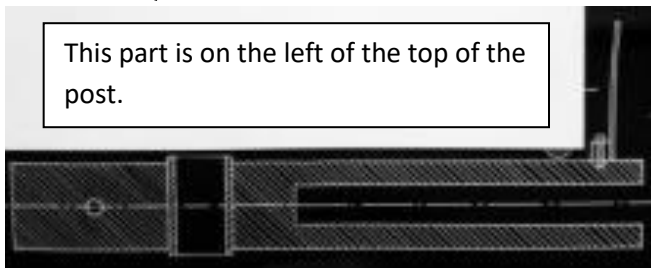 This part is on the left of the top of the
post.